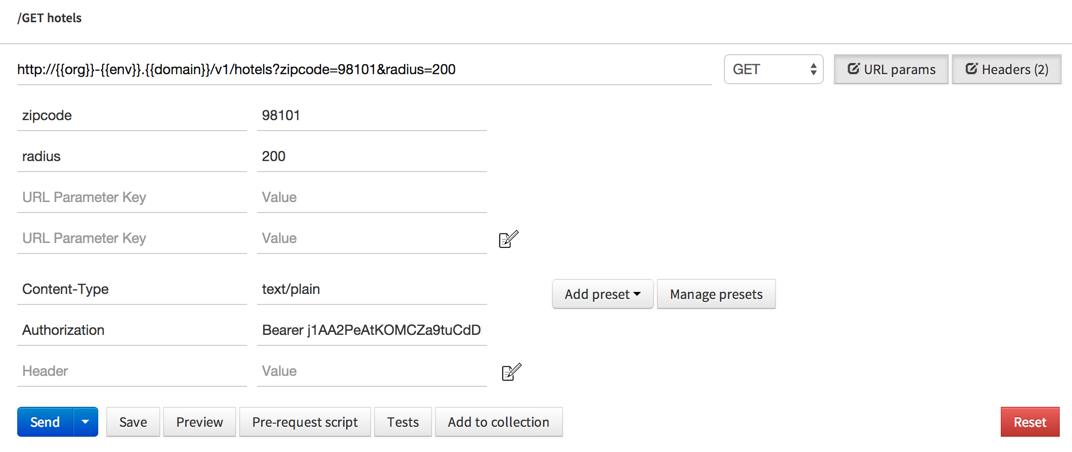 /GET hotels
http://{{org}}-{{env}}.{{domain}}/v1/hotels?zipcode=98101&radius=200 GET URL params Headers (2)
zipcode 98101
radius 200
URL Parameter Key Value
URL Parameter Key Value
Content-Type text/plain Add preset Manage presets
Authorization Bearer j1AA2PeAtKOMCZa9tuCdD
Header Value
Send Save Preview Pre-request script Tests Add to collection Reset